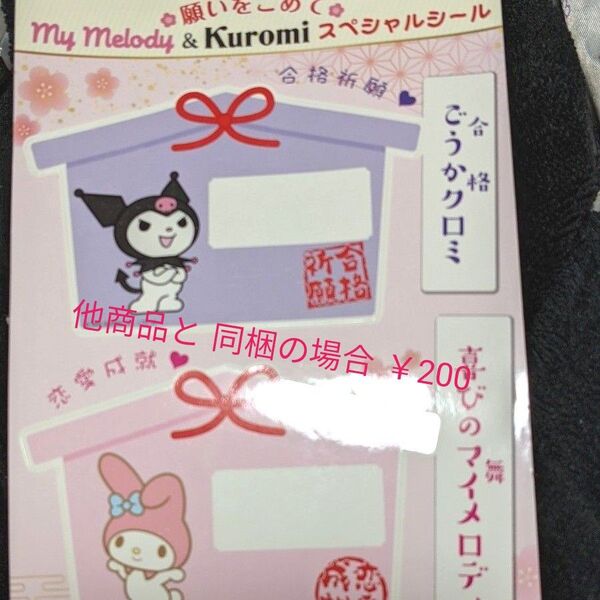 願いをこめて
My Melody & Kuromi スペシャルシール
合格祈願
合格
ごうかクロミ
合格
祈願
他商品と 同梱の場合 ¥200
恋愛成就
舞
喜びのマイメロデ